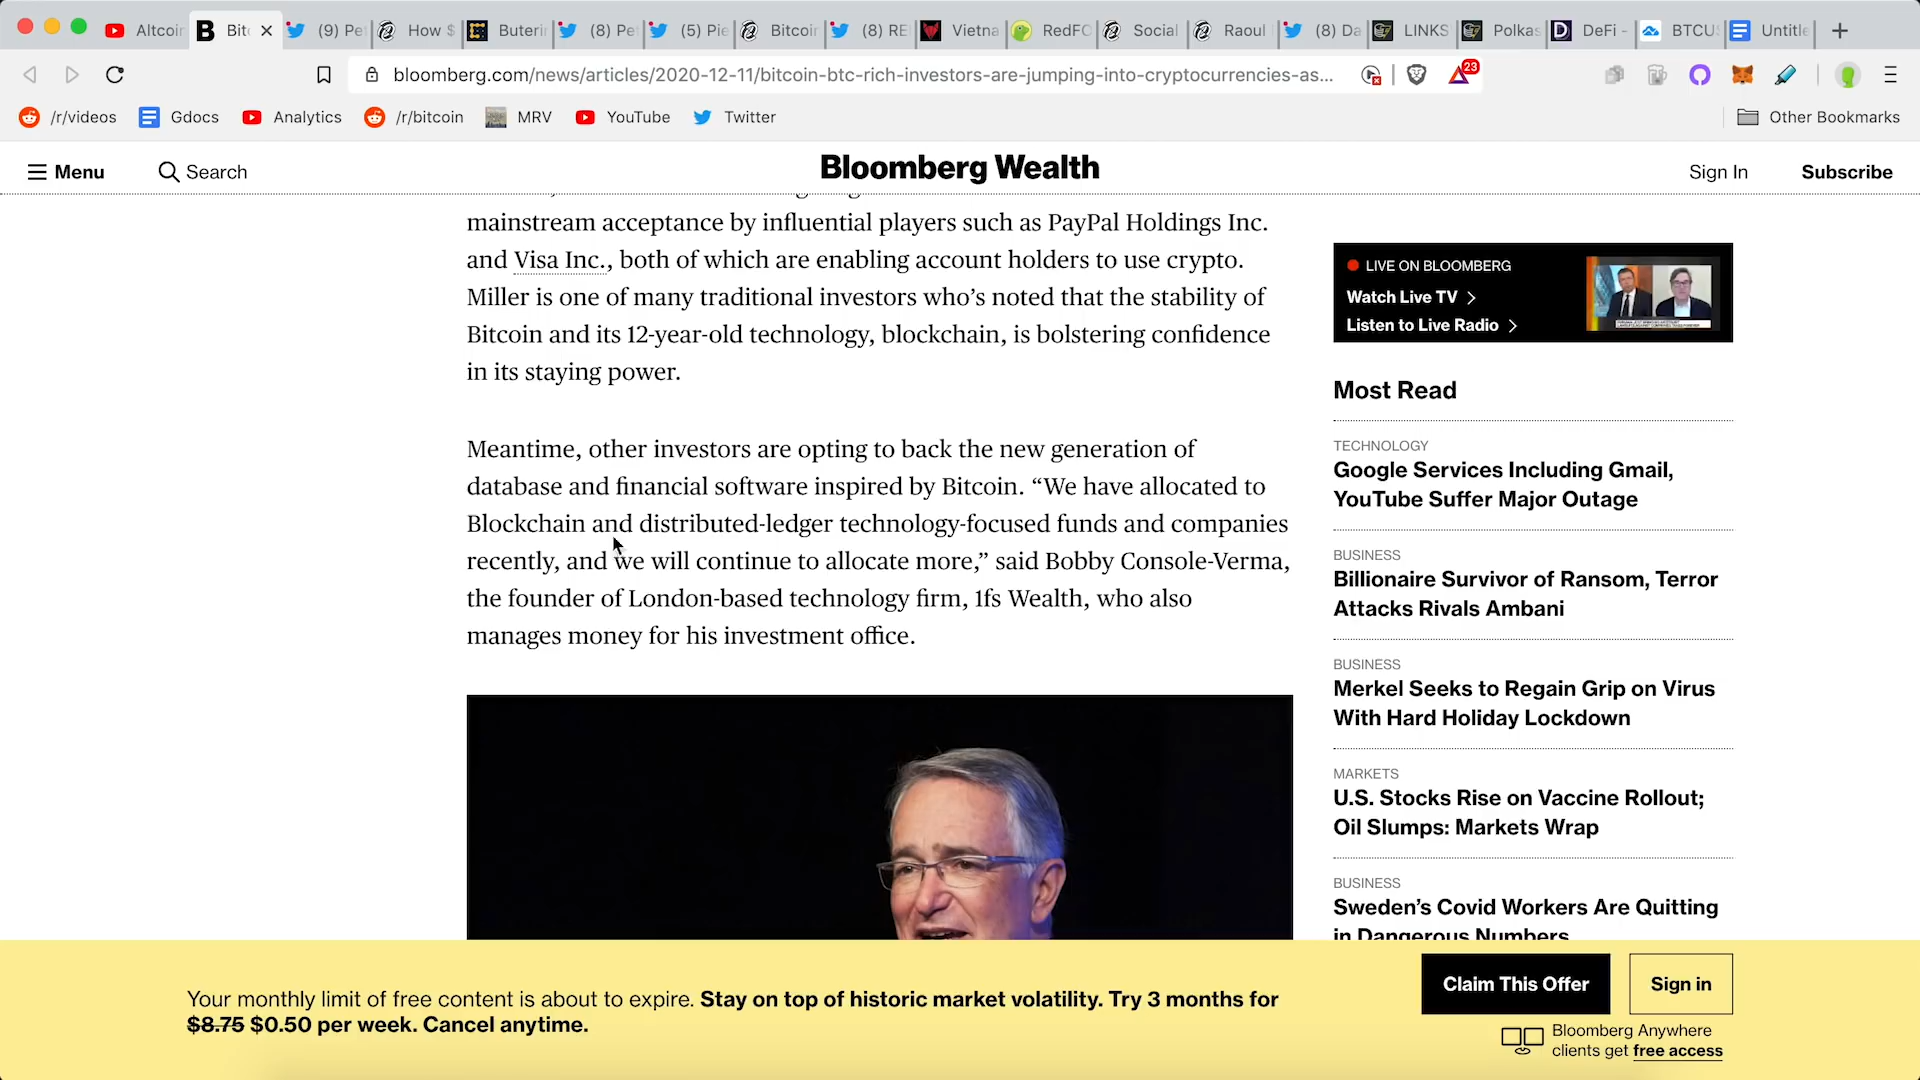 Altcoin
Bit
(9) Pe
How $
Buteri
(8) Pe
(5) Pie
Bitcoin
(8) RE
Vietna
RedFO
Social
Raoul
(8) Da
LINKS
Polkas
DeFi -
BTCUS
Untitle
bloomberg.com/news/articles/2020-12-11/bitcoin-btc-rich-investors-are-jumping-into-cryptocurrencies-as...
23
/r/videos
Gdocs
Analytics
/r/bitcoin
MRV
YouTube
Twitter
Other Bookmarks
Menu
Search
Bloomberg Wealth
Sign In
Subscribe
mainstream acceptance by influential players such as PayPal Holdings Inc.
and Visa Inc., both of which are enabling account holders to use crypto.
Miller is one of many traditional investors who’s noted that the stability of
Bitcoin and its 12-year-old technology, blockchain, is bolstering confidence
in its staying power.
Meantime, other investors are opting to back the new generation of
database and financial software inspired by Bitcoin. “We have allocated to
Blockchain and distributed-ledger technology-focused funds and companies
recently, and we will continue to allocate more,” said Bobby Console-Verma,
the founder of London-based technology firm, 1fs Wealth, who also
manages money for his investment office.
LIVE ON BLOOMBERG
Watch Live TV
Listen to Live Radio
Most Read
TECHNOLOGY
Google Services Including Gmail,
YouTube Suffer Major Outage
BUSINESS
Billionaire Survivor of Ransom, Terror
Attacks Rivals Ambani
BUSINESS
Merkel Seeks to Regain Grip on Virus
With Hard Holiday Lockdown
MARKETS
U.S. Stocks Rise on Vaccine Rollout;
Oil Slumps: Markets Wrap
BUSINESS
Sweden’s Covid Workers Are Quitting
in Dangerous Numbers
Your monthly limit of free content is about to expire. Stay on top of historic market volatility. Try 3 months for
$8.75 $0.50 per week. Cancel anytime.
Claim This Offer
Sign in
Bloomberg Anywhere
clients get free access